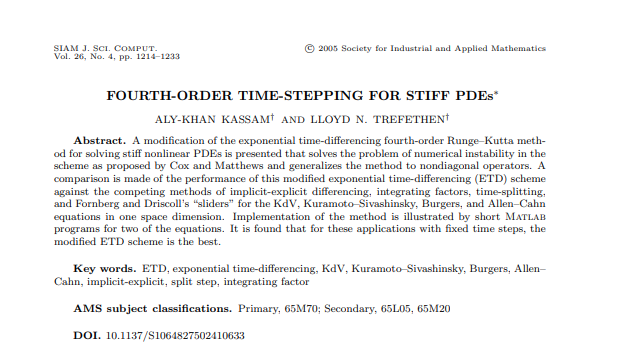 SIAM J. SCI. COMPUT.
Vol. 26, No. 4, pp. 1214–1233
© 2005 Society for Industrial and Applied Mathematics
FOURTH-ORDER TIME-STEPPING FOR STIFF PDEs*
ALY-KHAN KASSAM† AND LLOYD N. TREFETHEN†
Abstract. A modification of the exponential time-differencing fourth-order Runge–Kutta meth-
od for solving stiff nonlinear PDEs is presented that solves the problem of numerical instability in the
scheme as proposed by Cox and Matthews and generalizes the method to nondiagonal operators. A
comparison is made of the performance of this modified exponential time-differencing (ETD) scheme
against the competing methods of implicit-explicit differencing, integrating factors, time-splitting,
and Fornberg and Driscoll's “sliders” for the KdV, Kuramoto–Sivashinsky, Burgers, and Allen–Cahn
equations in one space dimension. Implementation of the method is illustrated by short MATLAB
programs for two of the equations. It is found that for these applications with fixed time steps, the
modified ETD scheme is the best.
Key words. ETD, exponential time-differencing, KdV, Kuramoto–Sivashinsky, Burgers, Allen–
Cahn, implicit-explicit, split step, integrating factor
AMS subject classifications. Primary, 65M70; Secondary, 65L05, 65M20
DOI. 10.1137/S1064827502410633